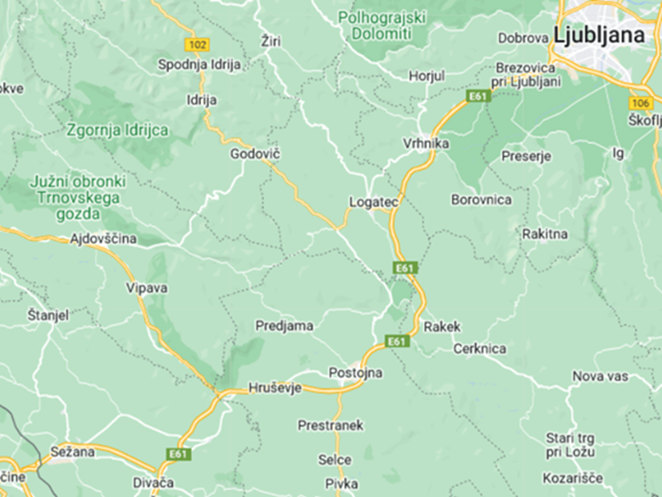 Polhograjski
Dolomiti
Dobrova
Ljubljana
102
Žiri
Spodnja Idrija
Horjul
Brezovica
pri Ljubljani
okve
Idrija
E61
106
Škoflj
Zgornja Idrijca
Godovič
Vrhnika
Preserje
Ig
Južni obronki
Trnovskega
gozda
Logatec
Borovnica
Ajdovščina
Rakitna
E61
Vipava
Štanjel
Predjama
Rakek
E61
Cerknica
Postojna
Hruševje
Nova vas
Prestranek
Stari trg
pri Ložu
Sežana
E61
Selce
čine
Divača
Pivka
Kozarišče